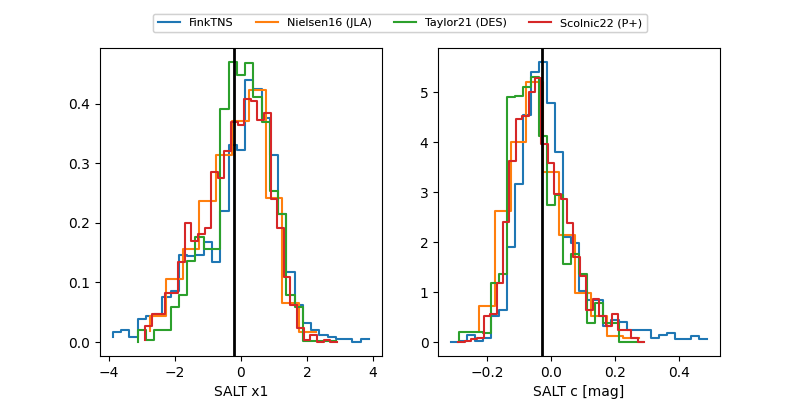 FinkTNS Nielsen16 (JLA) Taylor21 (DES) Scolnic22 (P+)
0.4
0.3
0.2
0.1
0.0
−4 −2 0 2 4
SALT x1
5
4
3
2
1
0
−0.2 0.0 0.2 0.4
SALT c [mag]